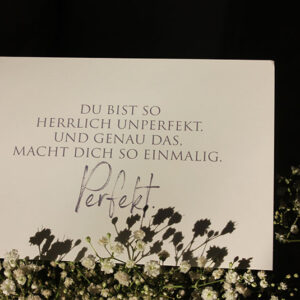 DU BIST SO
HERRLICH UNPERFEKT.
UND GENAU DAS,
MACHT DICH SO EINMALIG.
Perfekt.